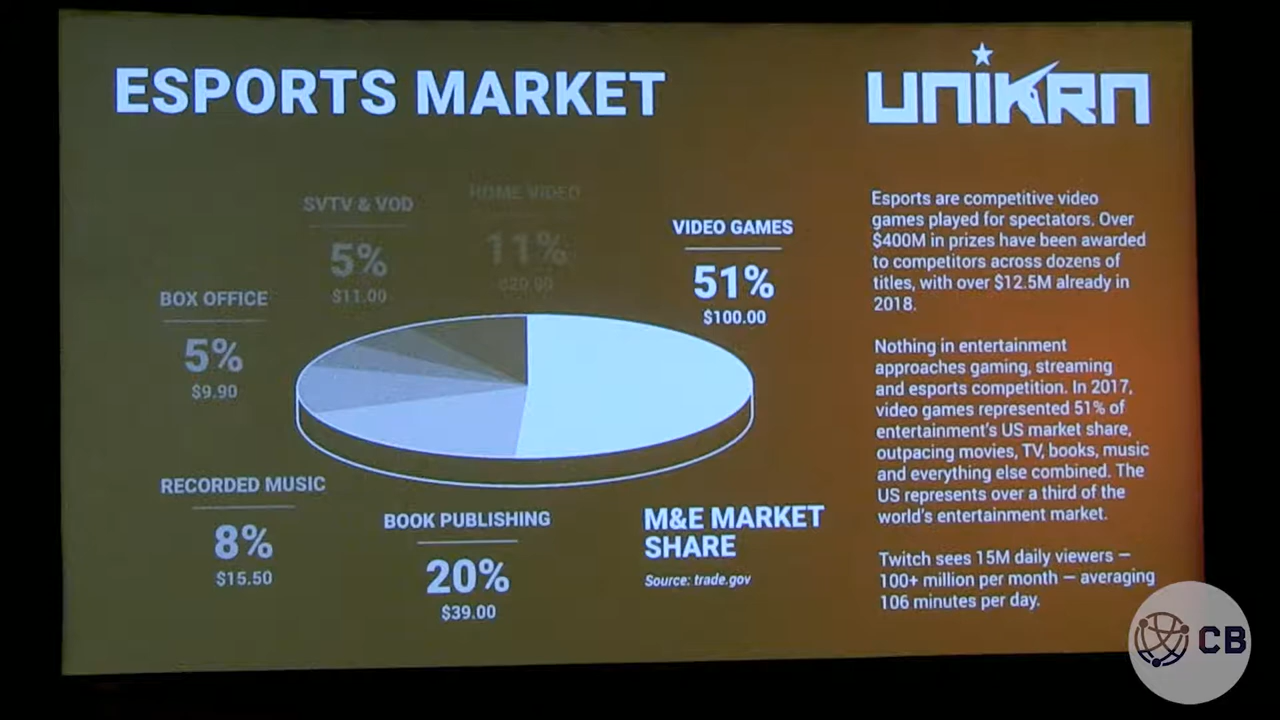 ESPORTS MARKET
UNIKRN
HOME VIDEO
11%
SVTV & VOD
5%
$11.00
VIDEO GAMES
51%
$100.00
BOX OFFICE
5%
$9.90
RECORDED MUSIC
8%
$15.50
BOOK PUBLISHING
20%
$39.00
M&E MARKET
SHARE
Source: trade.gov
Esports are competitive video
games played for spectators. Over
$400M in prizes have been awarded
to competitors across dozens of
titles, with over $12.5M already in
2018.
Nothing in entertainment
approaches gaming, streaming
and esports competition. In 2017,
video games represented 51% of
entertainment's US market share,
outpacing movies, TV, books, music
and everything else combined. The
US represents over a third of the
world's entertainment market.
Twitch sees 15M daily viewers —
100+ million per month — averaging
106 minutes per day.
CB